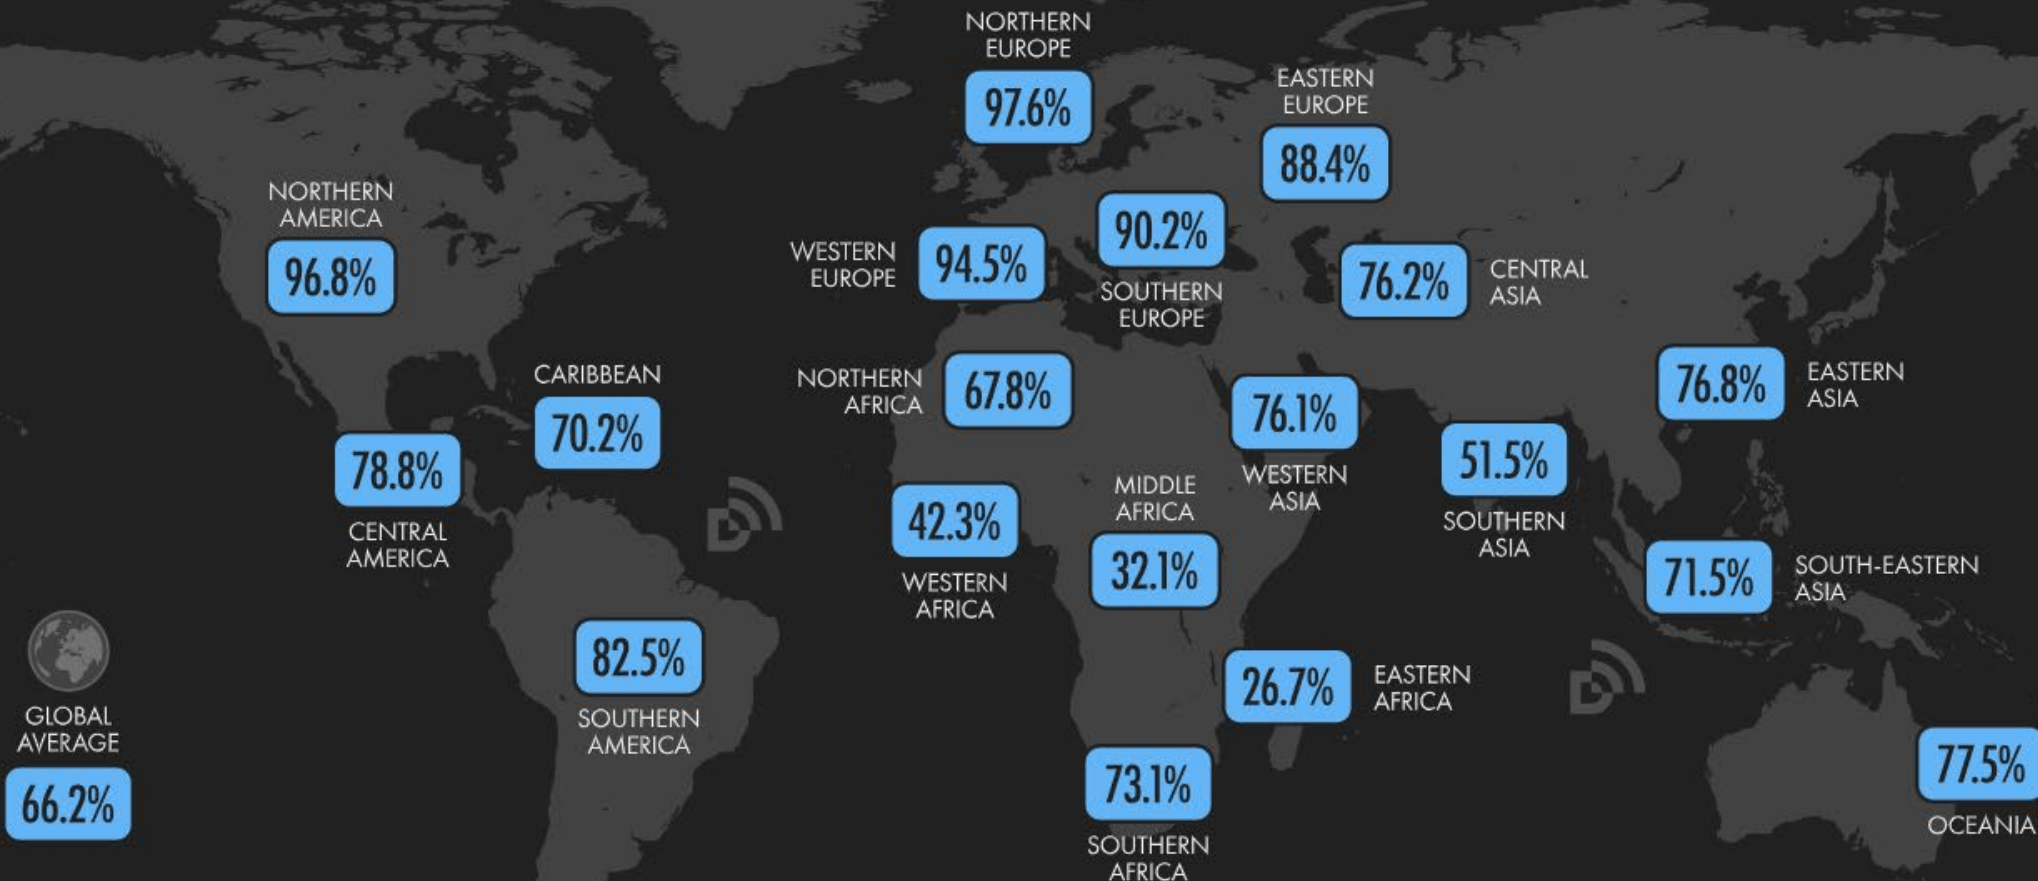 NORTHERN
EUROPE
97.6%
EASTERN
EUROPE
88.4%
NORTHERN
AMERICA
96.8%
WESTERN
EUROPE
94.5%
90.2%
SOUTHERN
EUROPE
76.2%
CENTRAL
ASIA
CARIBBEAN
70.2%
NORTHERN
AFRICA
67.8%
76.1%
WESTERN
ASIA
76.8%
EASTERN
ASIA
78.8%
CENTRAL
AMERICA
42.3%
WESTERN
AFRICA
MIDDLE
AFRICA
32.1%
51.5%
SOUTHERN
ASIA
71.5%
SOUTH-EASTERN
ASIA
82.5%
SOUTHERN
AMERICA
26.7%
EASTERN
AFRICA
GLOBAL
AVERAGE
66.2%
73.1%
SOUTHERN
AFRICA
77.5%
OCEANIA